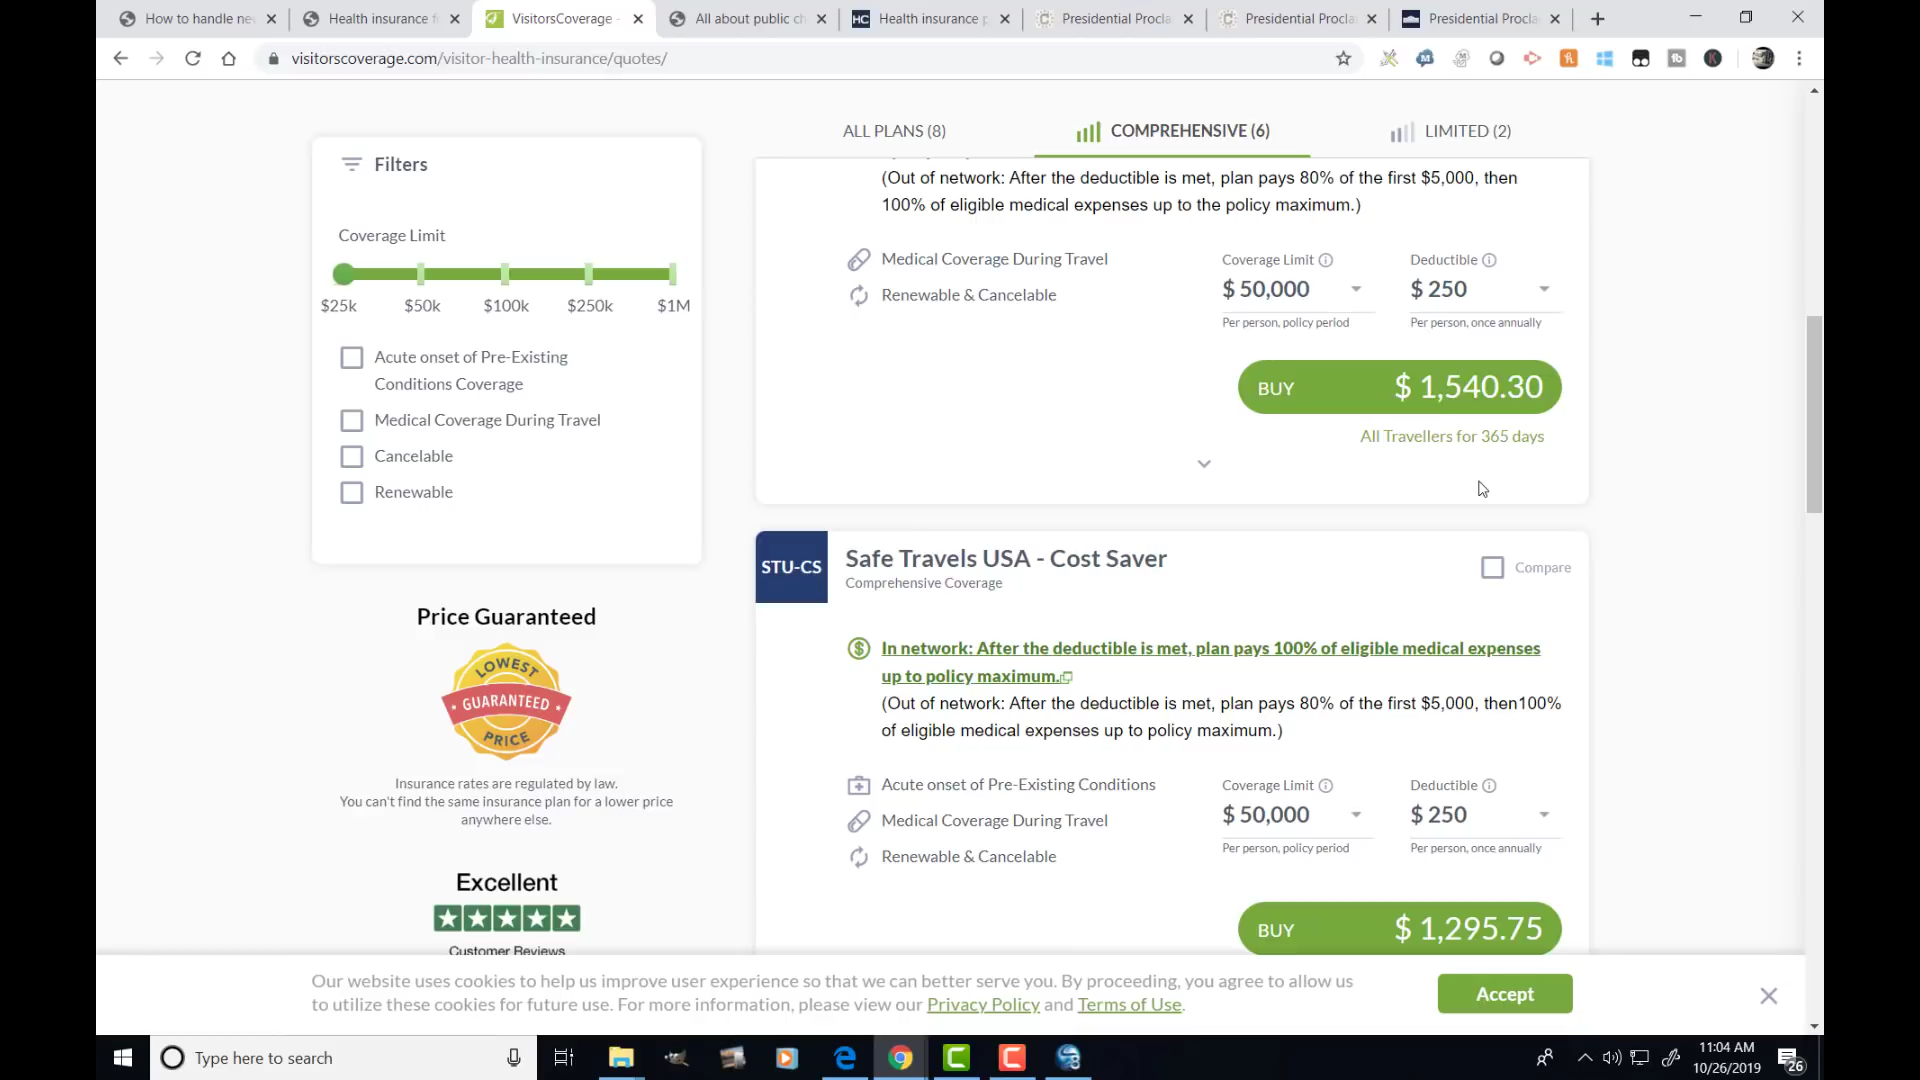 How to handle ne
Health insurance f
VisitorsCoverage -
All about public ch
HC Health insurance p
Presidential Procla
Presidential Procla
Presidential Procla
visitorscoverage.com/visitor-health-insurance/quotes/
ALL PLANS (8)
COMPREHENSIVE (6)
LIMITED (2)
Filters
Coverage Limit
$25k $50k $100k $250k $1M
Acute onset of Pre-Existing
Conditions Coverage
Medical Coverage During Travel
Cancelable
Renewable
Price Guaranteed
LOWEST
GUARANTEED
PRICE
Insurance rates are regulated by law.
You can't find the same insurance plan for a lower price
anywhere else.
Excellent
Customer Reviews
(Out of network: After the deductible is met, plan pays 80% of the first $5,000, then
100% of eligible medical expenses up to the policy maximum.)
Medical Coverage During Travel
Renewable & Cancelable
Coverage Limit
$ 50,000
Per person, policy period
Deductible
$ 250
Per person, once annually
BUY $ 1,540.30
All Travellers for 365 days
STU-CS
Safe Travels USA - Cost Saver
Comprehensive Coverage
Compare
In network: After the deductible is met, plan pays 100% of eligible medical expenses
up to policy maximum.
(Out of network: After the deductible is met, plan pays 80% of the first $5,000, then100%
of eligible medical expenses up to policy maximum.)
Acute onset of Pre-Existing Conditions
Medical Coverage During Travel
Renewable & Cancelable
Coverage Limit
$ 50,000
Per person, policy period
Deductible
$ 250
Per person, once annually
BUY $ 1,295.75
Our website uses cookies to help us improve user experience so that we can better serve you. By proceeding, you agree to allow us
to utilize these cookies for future use. For more information, please view our Privacy Policy and Terms of Use.
Accept
Type here to search
11:04 AM
10/26/2019
26